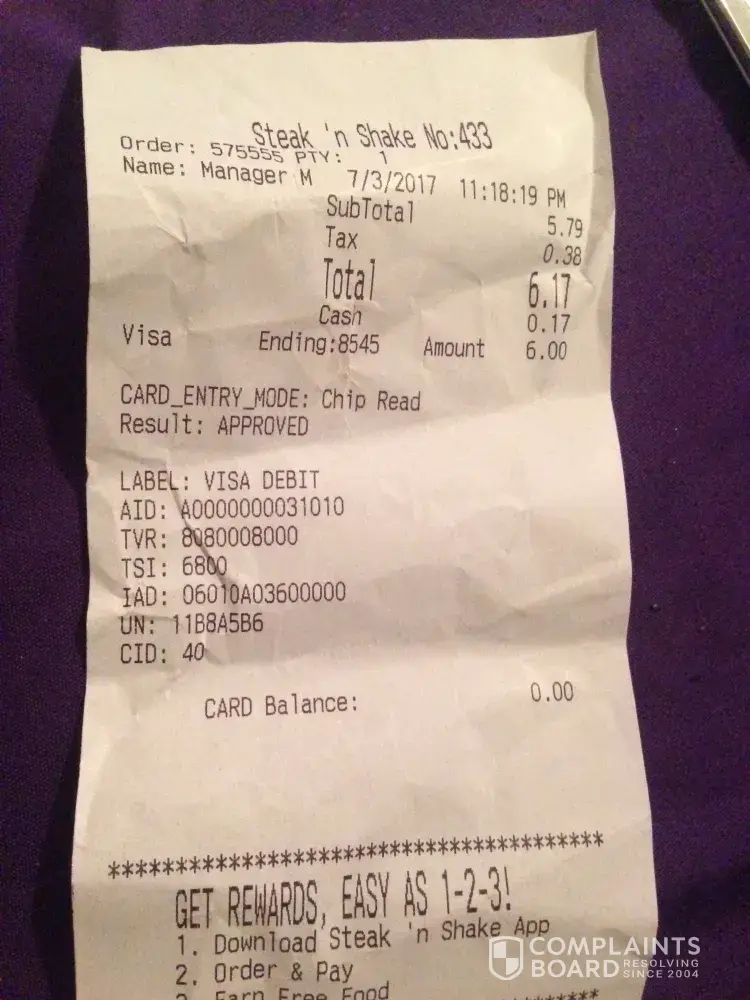 Steak 'n Shake No:433
Order: 575555 PTY: 1
Name: Manager M 7/3/2017 11:18:19 PM
SubTotal 5.79
Tax 0.38
Total 6.17
Cash 0.17
Visa Ending:8545 Amount 6.00
CARD_ENTRY_MODE: Chip Read
Result: APPROVED
LABEL: VISA DEBIT
AID: A0000000031010
TVR: 8080008000
TSI: 6800
IAD: 06010A03600000
UN: 11B8A5B6
CID: 40
CARD Balance: 0.00
*****************************************
GET REWARDS, EASY AS 1-2-3!
1. Download Steak 'n Shake App
2. Order & Pay
3. Earn Free Food
COMPLAINTS
BOARD RESOLVING SINCE 2004